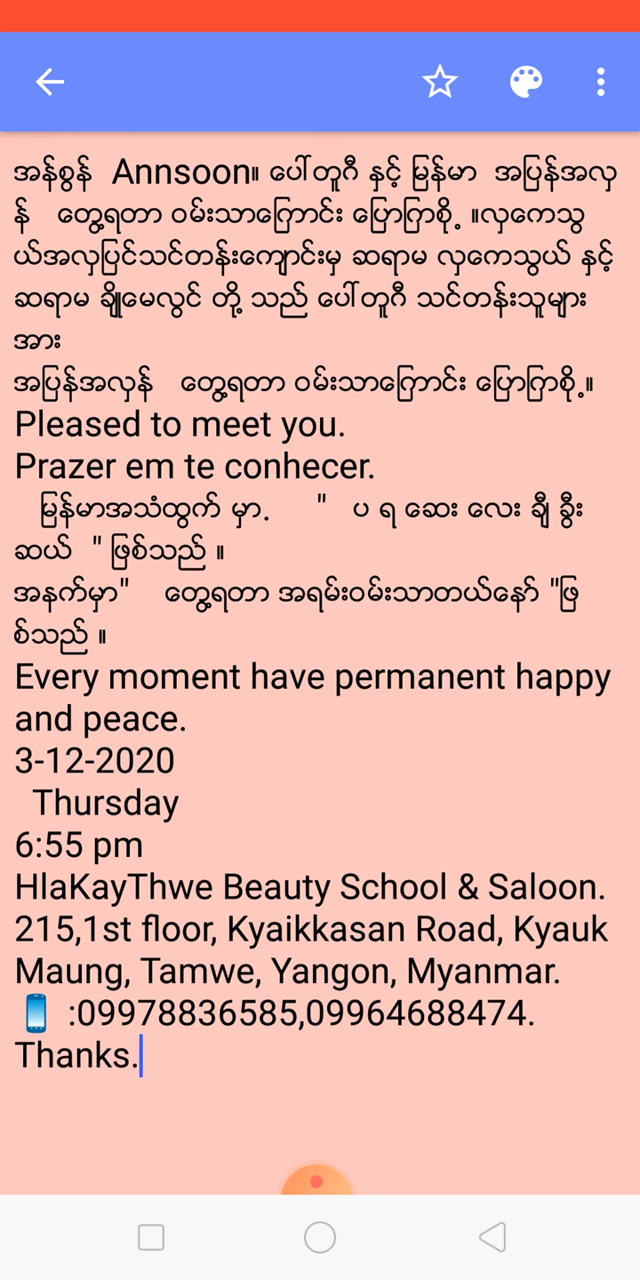 အန်စွန်  Annsoon။ ပေါ်တူဂီ နှင့် မြန်မာ  အပြန်အလှ
န်   တွေ့ရတာ ဝမ်းသာကြောင်း ပြောကြာစို့ ။လှကေသွ
ယ်အလှပြင်သင်တန်းကျောင်းမှ ဆရာမ လှကေသွယ် နှင့်
ဆရာမ ချိုမေလွင် တို့ သည် ပေါ်တူဂီ သင်တန်းသူများ
အား
အပြန်အလှန်   တွေ့ရတာ ဝမ်းသာကြောင်း ပြောကြာစို့။
Pleased to meet you.
Prazer em te conhecer.
မြန်မာအသံထွက် မှာ.     "   ပ ရ ဆေး လေး ချီ ခွီး
ဆယ်  " ဖြစ်သည် ။
အနက်မှာ"    တွေ့ရတာ အရမ်းဝမ်းသာတယ်နော် "ဖြ
စ်သည် ။
Every moment have permanent happy
and peace.
3-12-2020
Thursday
6:55 pm
HlaKayThwe Beauty School & Saloon.
215,1st floor, Kyaikkasan Road, Kyauk
Maung, Tamwe, Yangon, Myanmar.
📱 :09978836585,09964688474.
Thanks.